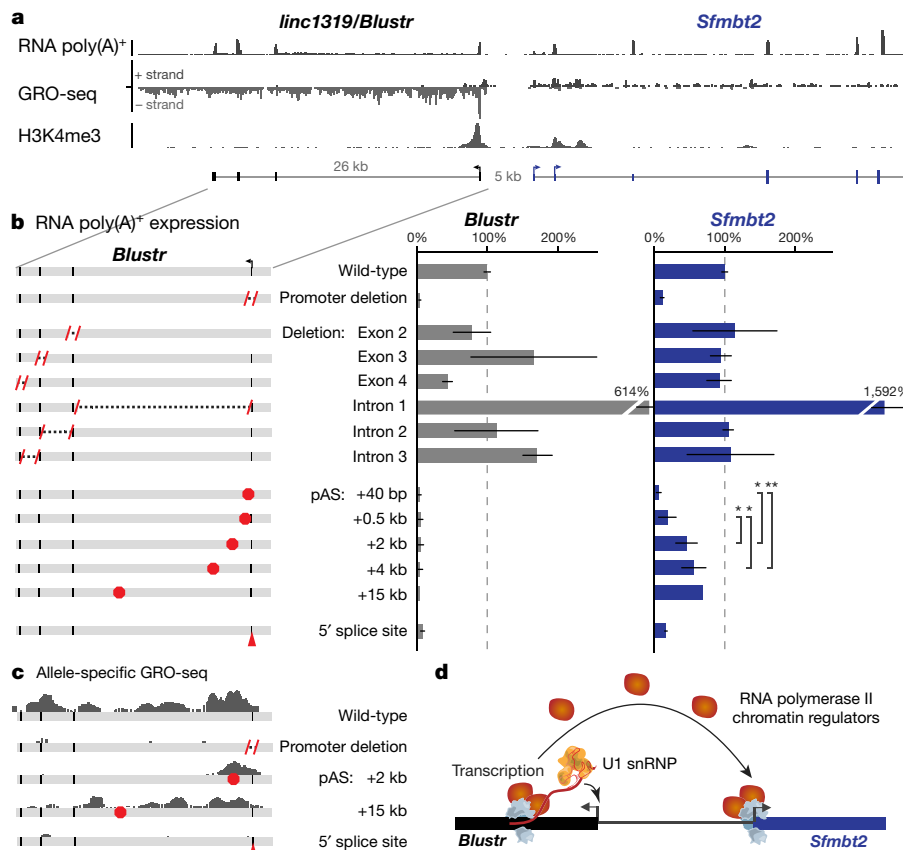 a
linc1319/Blustr Sfmbt2
RNA poly(A)+
+ strand
GRO-seq
– strand
H3K4me3
26 kb
5 kb
b RNA poly(A)+ expression
Blustr Sfmbt2
Blustr
0% 100% 200% 0% 100% 200%
Wild-type
Promoter deletion
Deletion: Exon 2
Exon 3
Exon 4
614% 1,592%
Intron 1
Intron 2
Intron 3
pAS: +40 bp
* **
+0.5 kb
* *
+2 kb
+4 kb
+15 kb
5′ splice site
c Allele-specific GRO-seq
Wild-type
Promoter deletion
pAS: +2 kb
+15 kb
5′ splice site
d
RNA polymerase II
chromatin regulators
U1 snRNP
Transcription
Blustr Sfmbt2